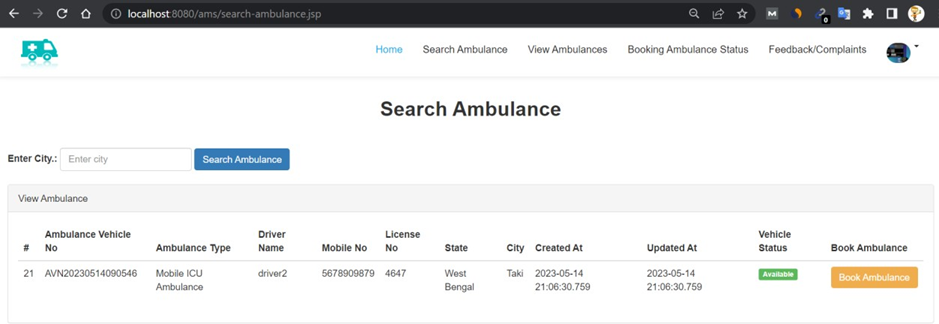 localhost:8080/ams/search-ambulance.jsp
0
Home Search Ambulance View Ambulances Booking Ambulance Status Feedback/Complaints
Search Ambulance
Enter City.: Enter city Search Ambulance
View Ambulance
# Ambulance Vehicle No Ambulance Type Driver Name Mobile No License No State City Created At Updated At Vehicle Status Book Ambulance
21 AVN20230514090546 Mobile ICU Ambulance driver2 5678909879 4647 West Bengal Taki 2023-05-14 21:06:30.759 2023-05-14 21:06:30.759 Available Book Ambulance